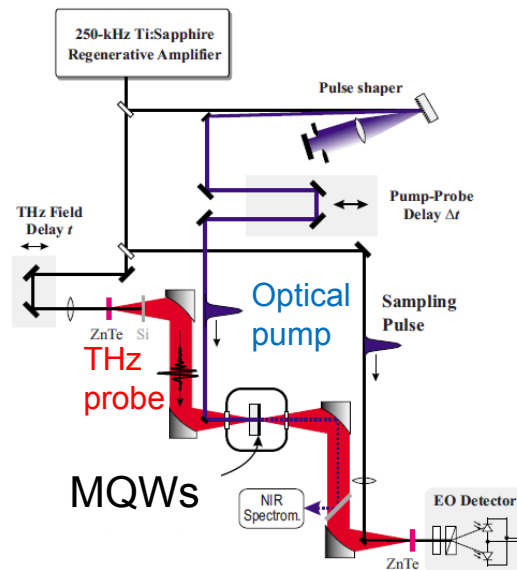 250-kHz Ti:Sapphire
Regenerative Amplifier
Pulse shaper
Pump-Probe
Delay Δt
THz Field
Delay t
Optical
pump
Sampling
Pulse
ZnTe
Si
THz
probe
MQWs
NIR
Spectrom.
EO Detector
ZnTe